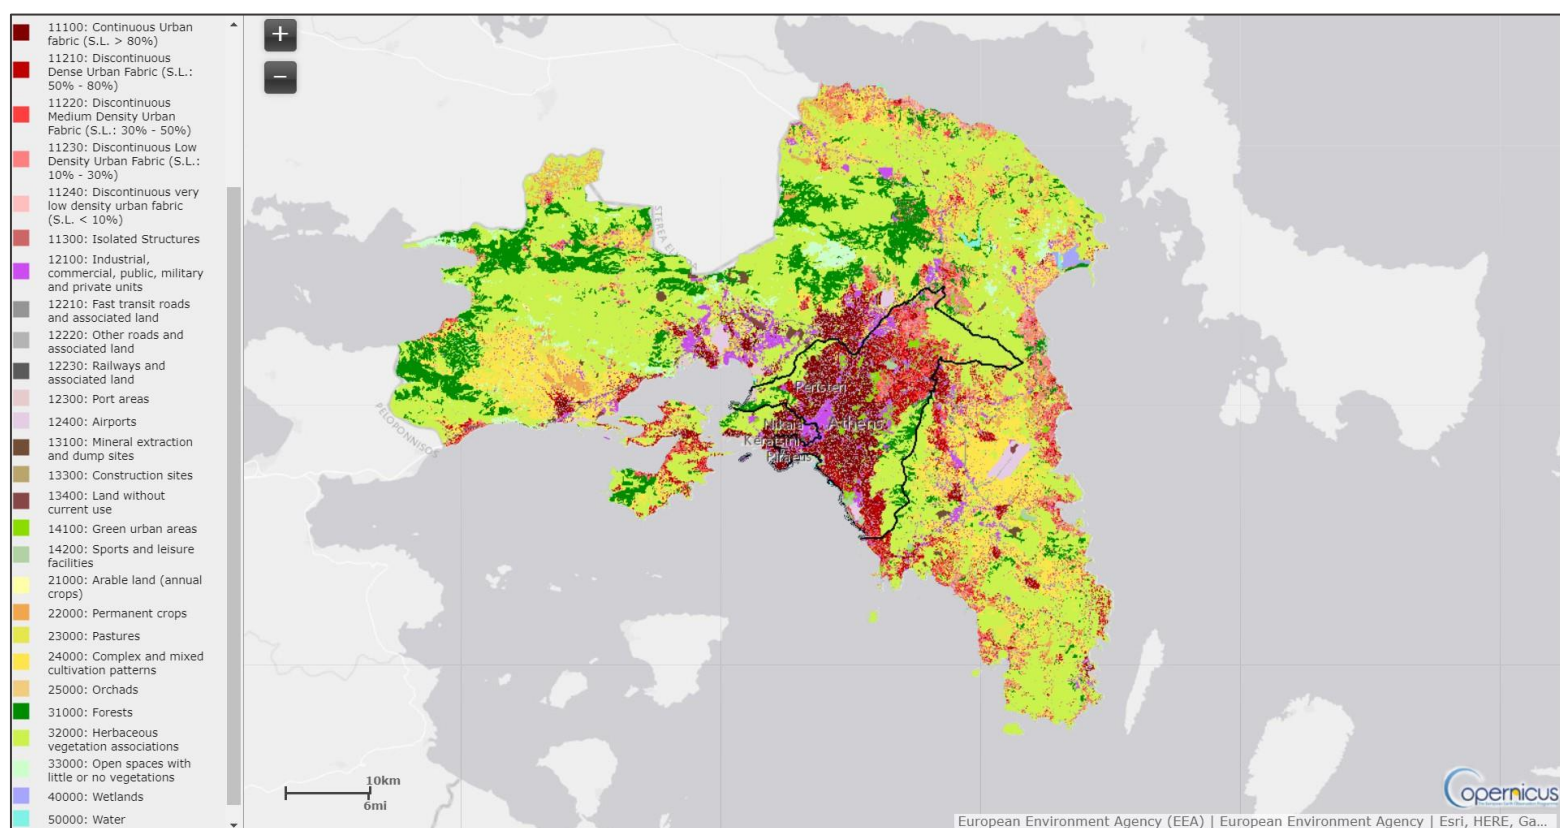 11100: Continuous Urban
fabric (S.L. > 80%)
11210: Discontinuous
Dense Urban Fabric (S.L.:
50% - 80%)
11220: Discontinuous
Medium Density Urban
Fabric (S.L.: 30% - 50%)
11230: Discontinuous Low
Density Urban Fabric (S.L.:
10% - 30%)
11240: Discontinuous very
low density urban fabric
(S.L. < 10%)
11300: Isolated Structures
12100: Industrial,
commercial, public, military
and private units
12210: Fast transit roads
and associated land
12220: Other roads and
associated land
12230: Railways and
associated land
12300: Port areas
12400: Airports
13100: Mineral extraction
and dump sites
13300: Construction sites
13400: Land without
current use
14100: Green urban areas
14200: Sports and leisure
facilities
21000: Arable land (annual
crops)
22000: Permanent crops
23000: Pastures
24000: Complex and mixed
cultivation patterns
25000: Orchads
31000: Forests
32000: Herbaceous
vegetation associations
33000: Open spaces with
little or no vegetations
40000: Wetlands
50000: Water
+
−
STEREA
PELOPONNISOS
Nikaia
Keratsini
10km
6mi
opernicus
European Environment Agency (EEA) | European Environment Agency | Esri, HERE, Ga...